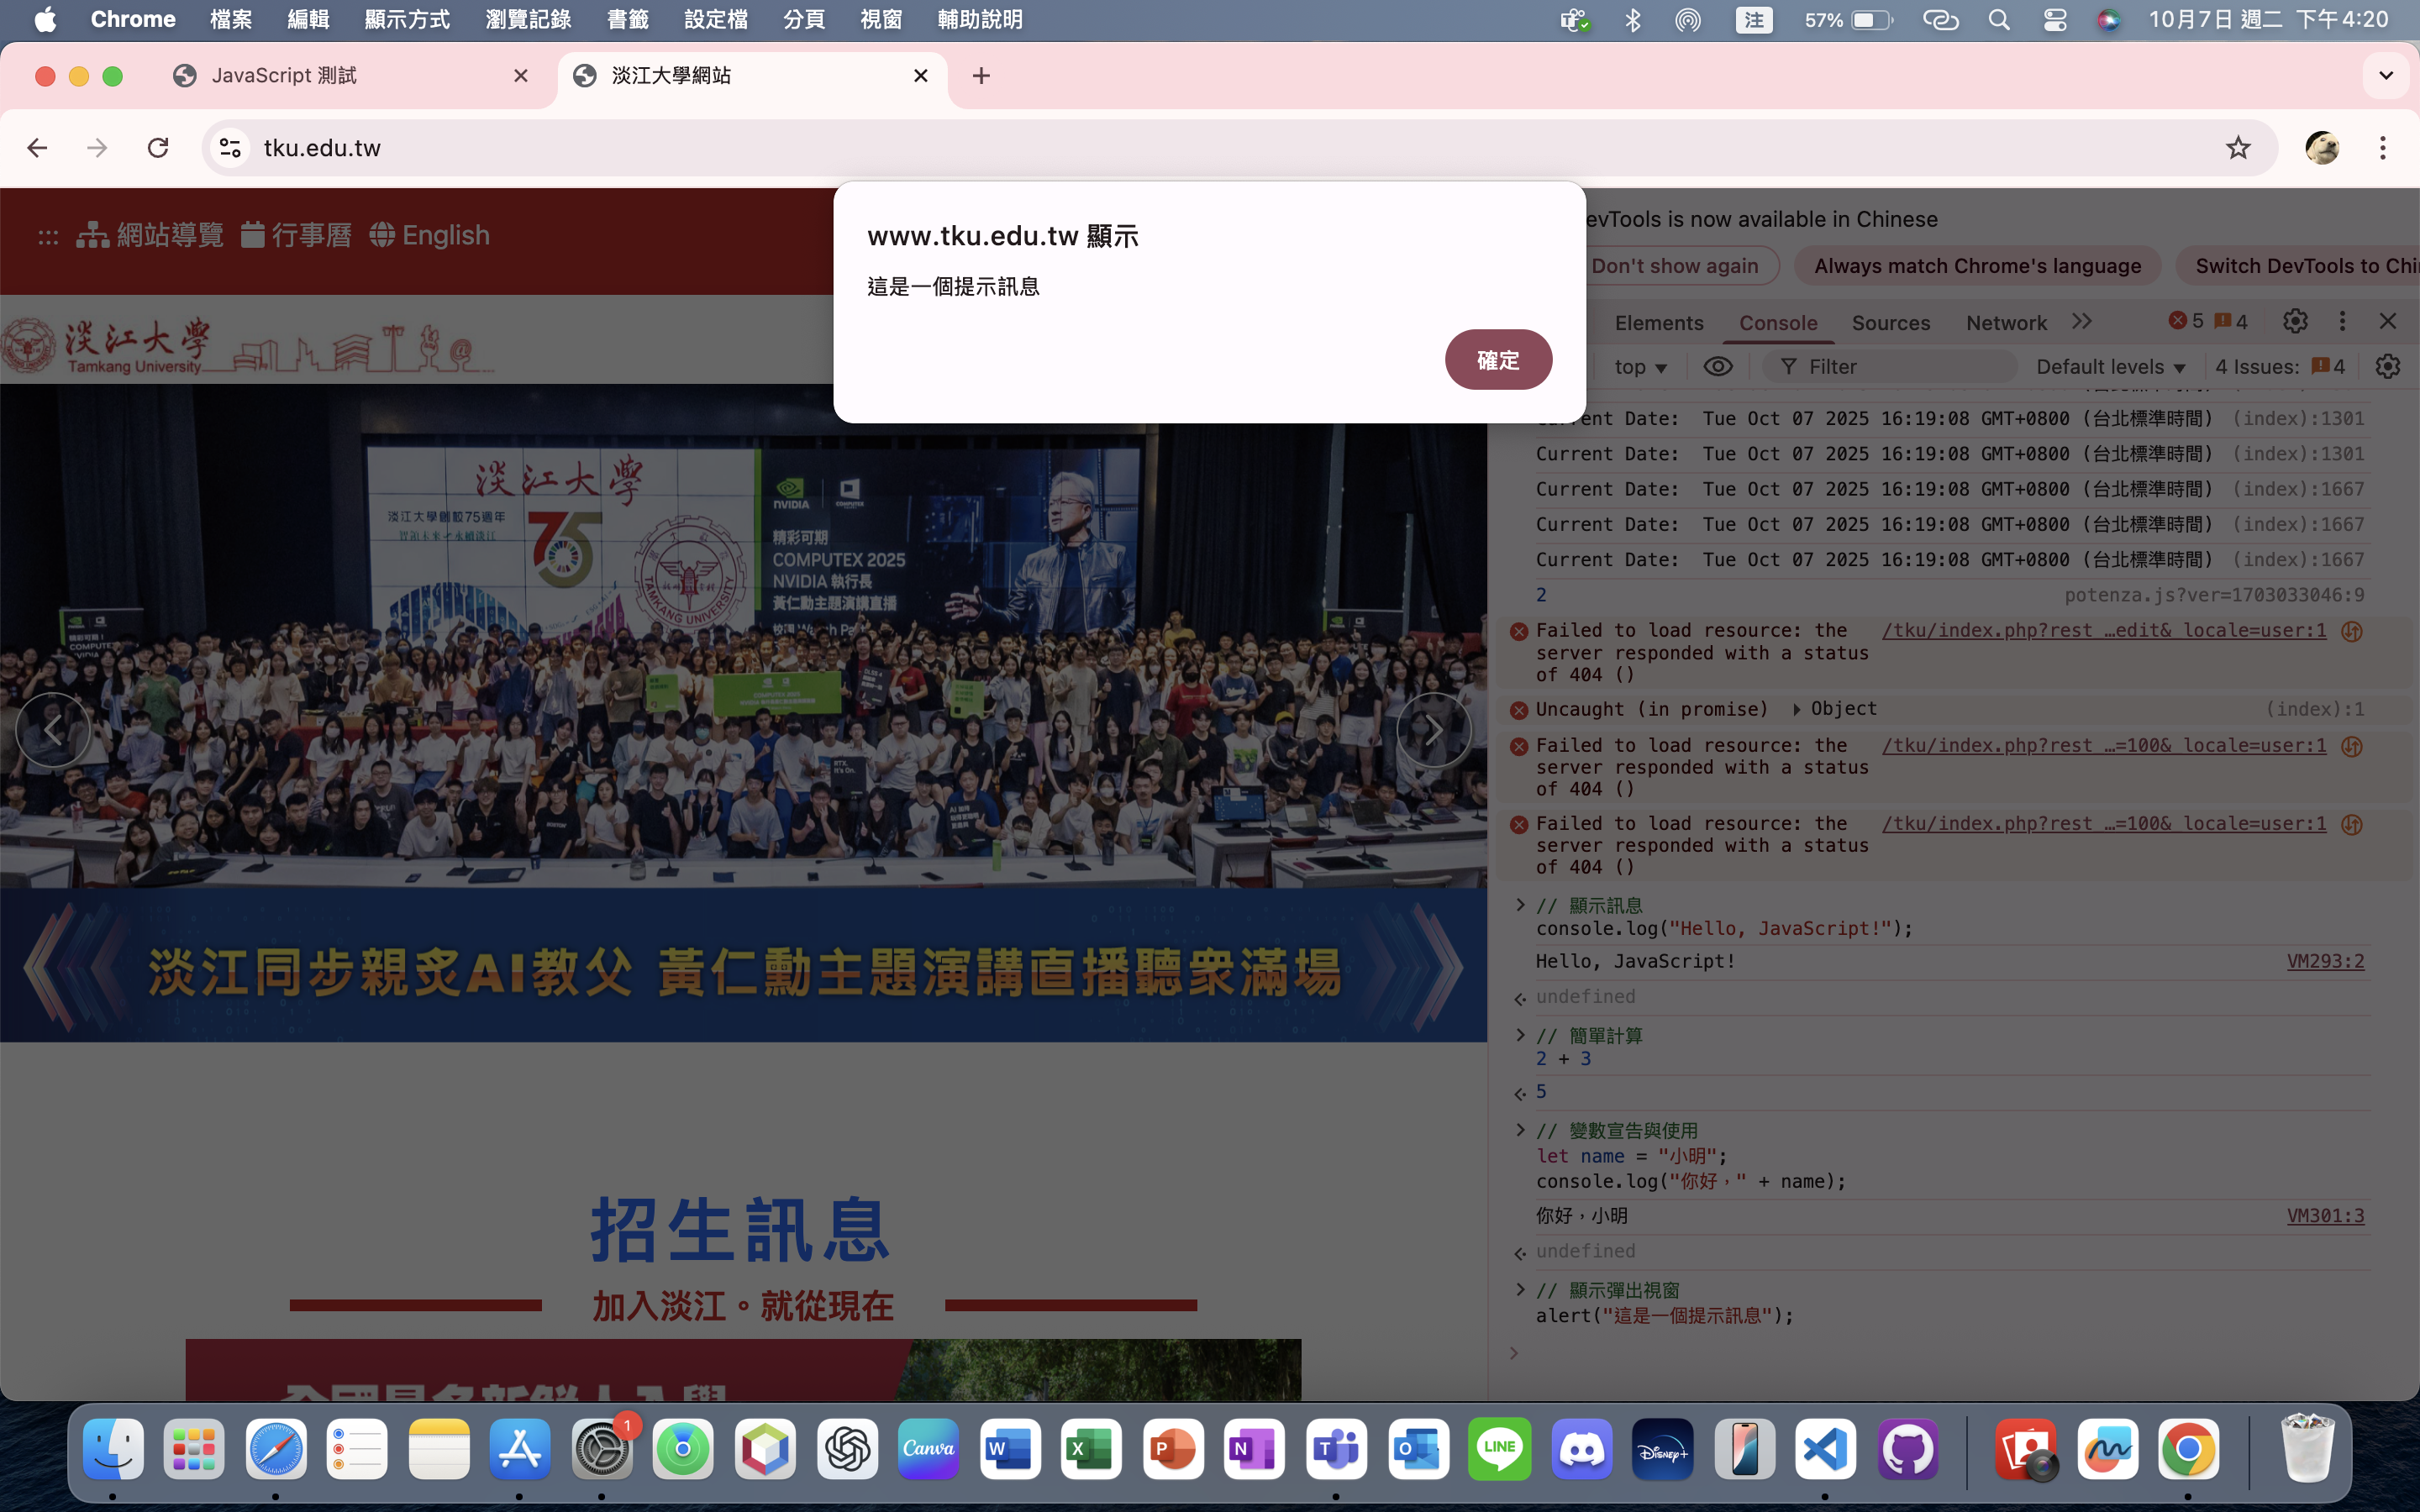 Chrome 檔案 編輯 顯示方式 瀏覽記錄 書籤 設定檔 分頁 視窗 輔助說明 注 57% 10月7日 週二 下午4:20
JavaScript 測試 淡江大學網站
tku.edu.tw
網站導覽 行事曆 English
www.tku.edu.tw 顯示
這是一個提示訊息
確定
evTools is now available in Chinese
Don't show again Always match Chrome's language Switch DevTools to Chi
淡江大學
Tamkang University
Elements Console Sources Network 5 4
top Filter Default levels 4 Issues: 4
Current Date: Tue Oct 07 2025 16:19:08 GMT+0800 (台北標準時間) (index):1301
Current Date: Tue Oct 07 2025 16:19:08 GMT+0800 (台北標準時間) (index):1301
Current Date: Tue Oct 07 2025 16:19:08 GMT+0800 (台北標準時間) (index):1667
Current Date: Tue Oct 07 2025 16:19:08 GMT+0800 (台北標準時間) (index):1667
Current Date: Tue Oct 07 2025 16:19:08 GMT+0800 (台北標準時間) (index):1667
2 potenza.js?ver=1703033046:9
Failed to load resource: the /tku/index.php?rest_…edit&_locale=user:1
server responded with a status
of 404 ()
Uncaught (in promise) Object (index):1
Failed to load resource: the /tku/index.php?rest_…=100&_locale=user:1
server responded with a status
of 404 ()
Failed to load resource: the /tku/index.php?rest_…=100&_locale=user:1
server responded with a status
of 404 ()
// 顯示訊息
console.log("Hello, JavaScript!");
Hello, JavaScript! VM293:2
undefined
// 簡單計算
2 + 3
5
// 變數宣告與使用
let name = "小明";
console.log("你好，" + name);
你好，小明 VM301:3
undefined
// 顯示彈出視窗
alert("這是一個提示訊息");
淡江大學
淡江大學創校75週年
75
TAMKANG UNIVERSITY
NVIDIA COMPUTEX
精彩可期
COMPUTEX 2025
NVIDIA 執行長
黃仁勳主題演講直播
淡江同步親炙AI教父 黃仁勳主題演講直播聽眾滿場
招生訊息
加入淡江。就從現在
1
Canva
W
X
P
N
T
O
LINE
Disney+